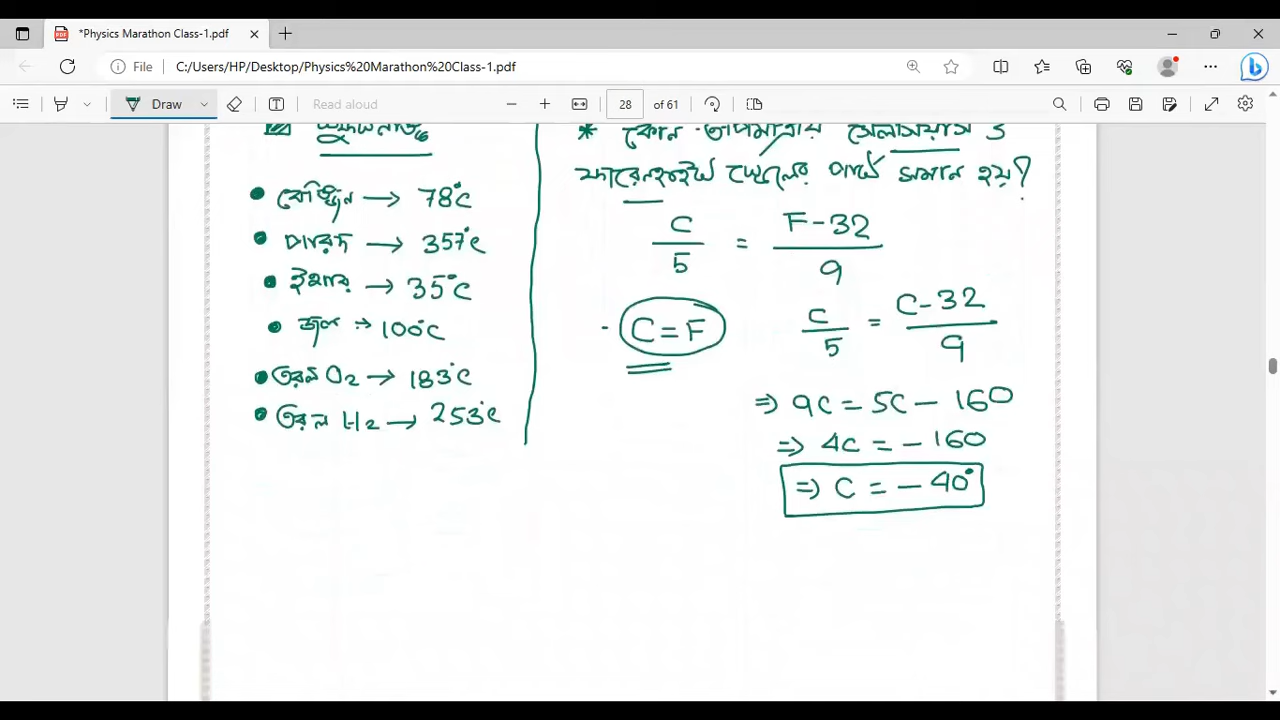 *Physics Marathon Class-1.pdf
File C:/Users/HP/Desktop/Physics%20Marathon%20Class-1.pdf
Draw Read aloud 28 of 61
স্ফুটনাঙ্ক
• বেঞ্জিন → 78°C
• পারদ → 357°C
• ইথার → 35°C
• জল → 100°C
• তরল O2 → 183°C
• তরল H2 → 253°C
* কোন তাপমাত্রায় সেলসিয়াস ও
ফারেনহাইট স্কেলের পাঠ সমান হয়?
C/5 = F-32/9
C=F
C/5 = C-32/9
⇒ 9C = 5C - 160
⇒ 4C = -160
⇒ C = -40°